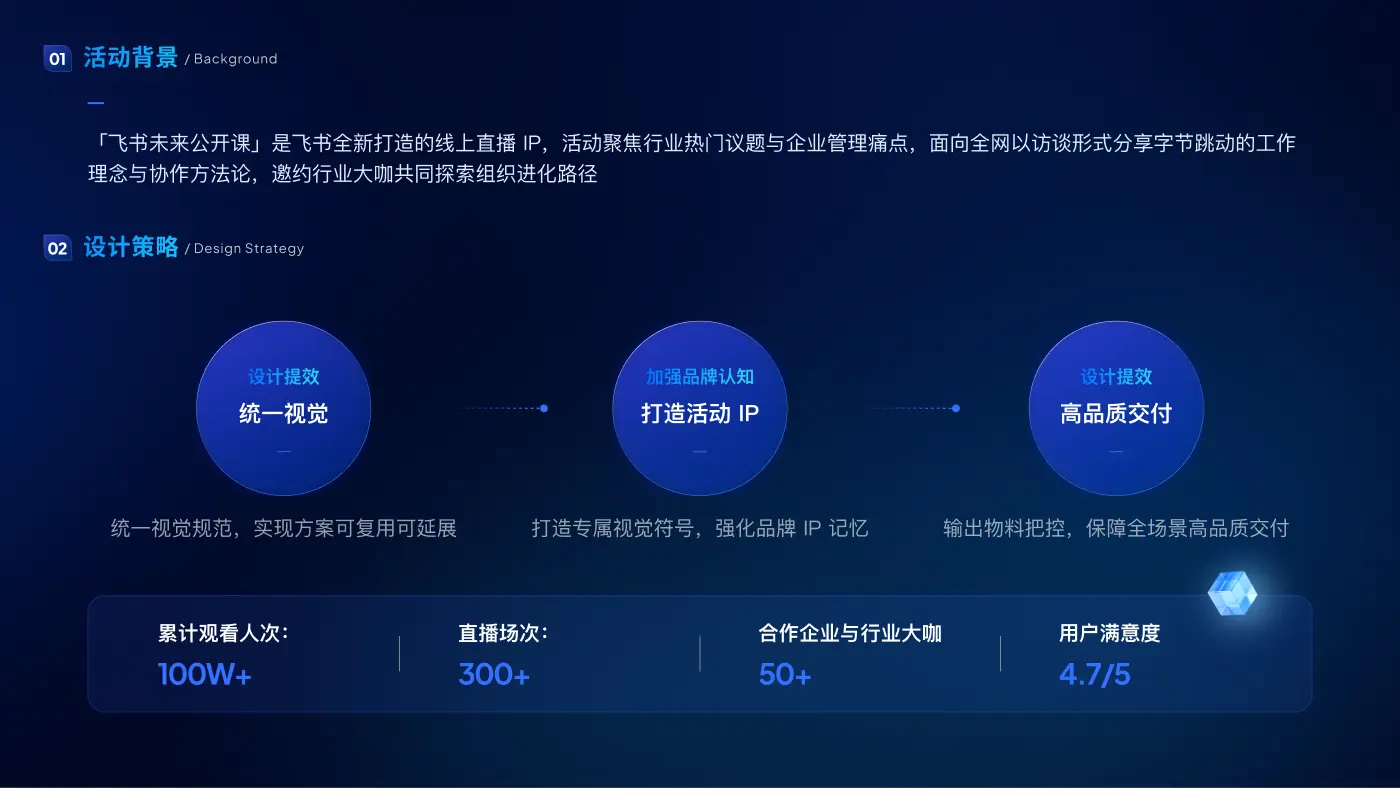 01 活动背景 / Background
「飞书未来公开课」是飞书全新打造的线上直播 IP，活动聚焦行业热门议题与企业管理痛点，面向全网以访谈形式分享字节跳动的工作
理念与协作方法论，邀约行业大咖共同探索组织进化路径
02 设计策略 / Design Strategy
设计提效
统一视觉
统一视觉规范，实现方案可复用可延展
加强品牌认知
打造活动 IP
打造专属视觉符号，强化品牌 IP 记忆
设计提效
高品质交付
输出物料把控，保障全场景高品质交付
累计观看人次：
100W+
直播场次：
300+
合作企业与行业大咖
50+
用户满意度
4.7/5